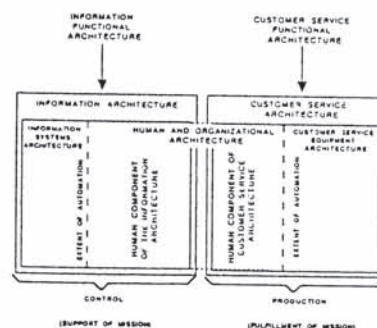 INFORMATION
FUNCTIONAL
ARCHITECTURE
CUSTOMER SERVICE
FUNCTIONAL
ARCHITECTURE
INFORMATION ARCHITECTURE
CUSTOMER SERVICE
ARCHITECTURE
INFORMATION
SYSTEMS
ARCHITECTURE
HUMAN AND ORGANIZATIONAL
ARCHITECTURE
CUSTOMER SERVICE
EQUIPMENT
ARCHITECTURE
EXTENT OF AUTOMATION
HUMAN COMPONENT
OF THE INFORMATION
ARCHITECTURE
HUMAN COMPONENT OF
CUSTOMER SERVICE
ARCHITECTURE
EXTENT OF AUTOMATION
CONTROL
PRODUCTION
(SUPPORT OF MISSION)
(FULFILLMENT OF MISSION)